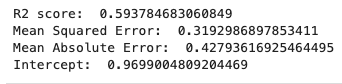 R2 score:  0.593784683060849
Mean Squared Error:  0.3192986897853411
Mean Absolute Error:  0.42793616925464495
Intercept:  0.9699004809204469